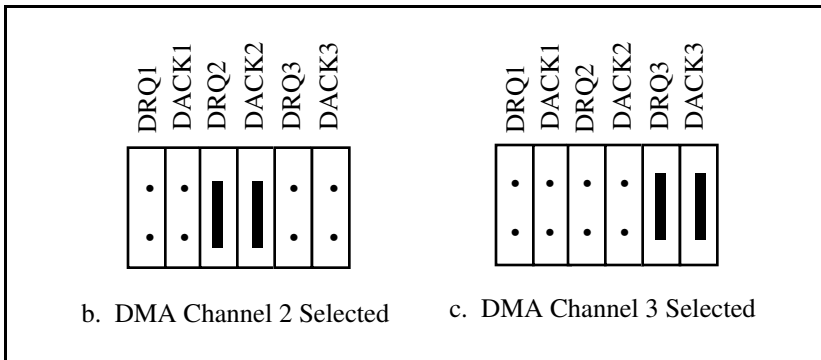 DRQ1
DACK1
DRQ2
DACK2
DRQ3
DACK3
b. DMA Channel 2 Selected
DRQ1
DACK1
DRQ2
DACK2
DRQ3
DACK3
c. DMA Channel 3 Selected